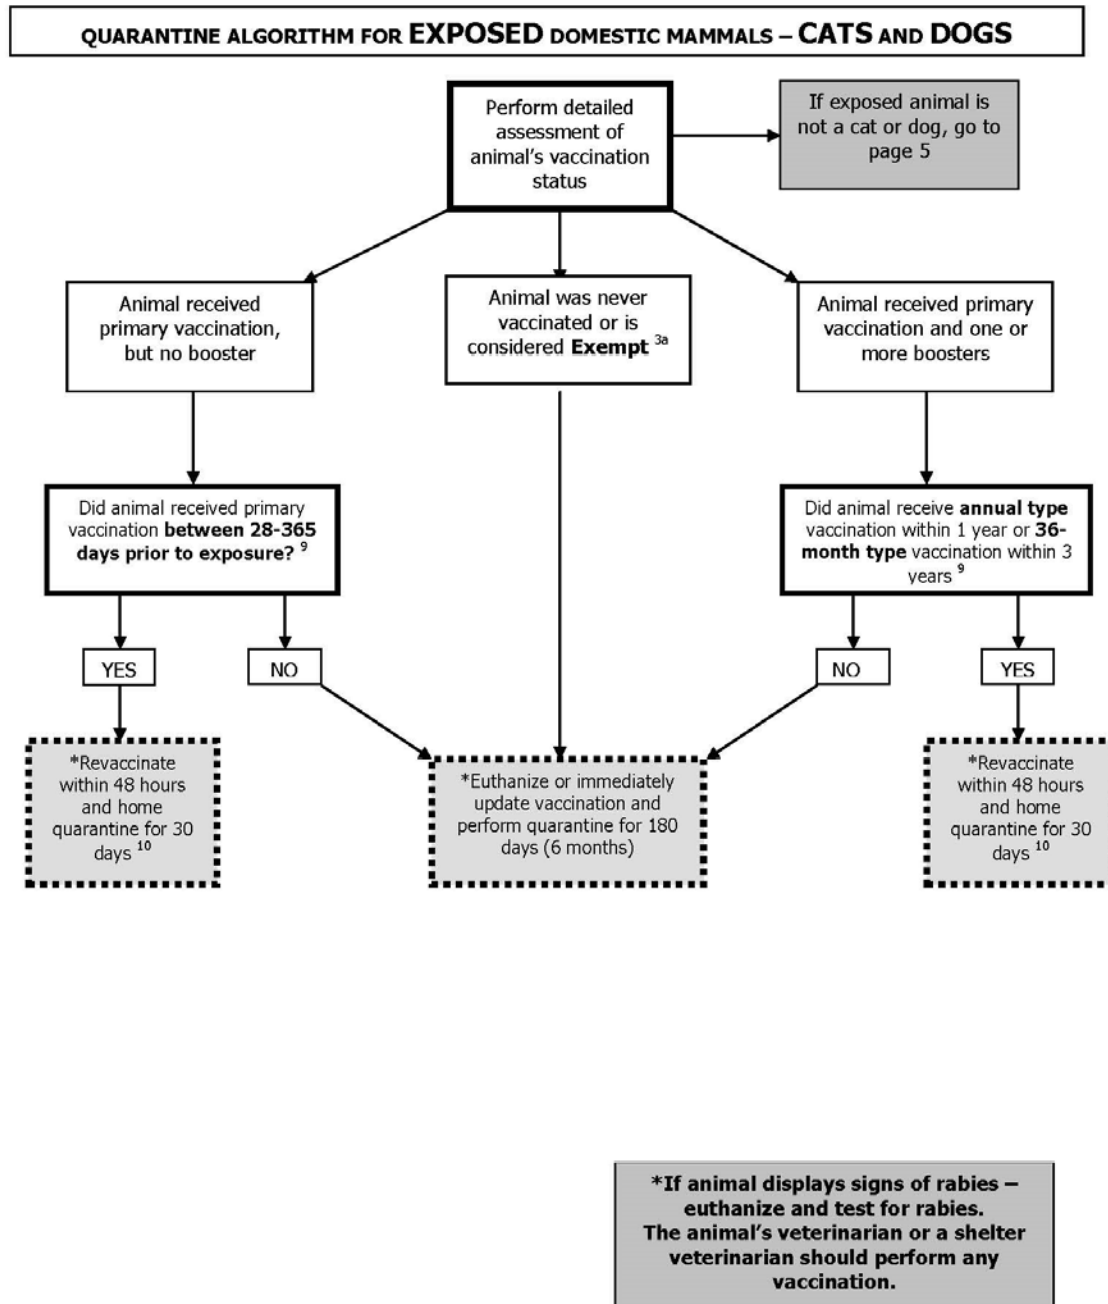 QUARANTINE ALGORITHM FOR EXPOSED DOMESTIC MAMMALS – CATS AND DOGS
Perform detailed
assessment of
animal's vaccination
status
If exposed animal is
not a cat or dog, go to
page 5
Animal received
primary vaccination,
but no booster
Animal was never
vaccinated or is
considered Exempt 3a
Animal received primary
vaccination and one or
more boosters
Did animal received primary
vaccination between 28-365
days prior to exposure? 9
Did animal receive annual type
vaccination within 1 year or 36-
month type vaccination within 3
years 9
YES
NO
NO
YES
*Revaccinate
within 48 hours
and home
quarantine for 30
days 10
*Euthanize or immediately
update vaccination and
perform quarantine for 180
days (6 months)
*Revaccinate
within 48 hours
and home
quarantine for 30
days 10
*If animal displays signs of rabies –
euthanize and test for rabies.
The animal's veterinarian or a shelter
veterinarian should perform any
vaccination.